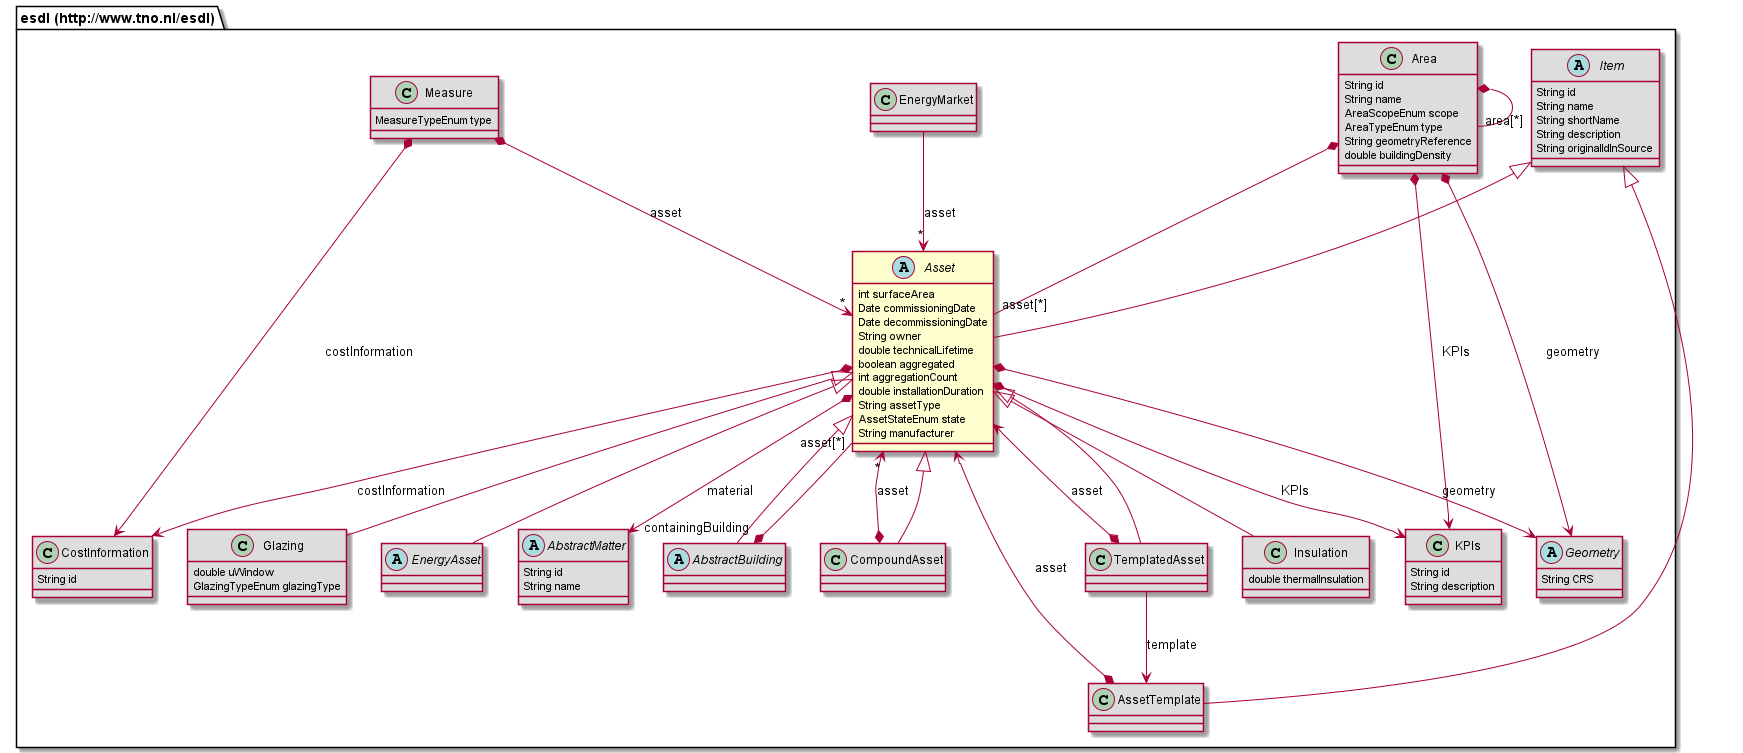 esdl (http://www.tno.nl/esdl)
C Measure
MeasureTypeEnum type
C EnergyMarket
C Area
String id
String name
AreaScopeEnum scope
AreaTypeEnum type
String geometryReference
double buildingDensity
area[*]
A Item
String id
String name
String shortName
String description
String originalIdInSource
asset
asset
*
*
asset[*]
A Asset
int surfaceArea
Date commissioningDate
Date decommissioningDate
String owner
double technicalLifetime
boolean aggregated
int aggregationCount
double installationDuration
String assetType
AssetStateEnum state
String manufacturer
costInformation
KPIs
geometry
asset[*]
*
costInformation
material
asset
asset
KPIs
geometry
containingBuilding
C CostInformation
String id
C Glazing
double uWindow
GlazingTypeEnum glazingType
A EnergyAsset
A AbstractMatter
String id
String name
A AbstractBuilding
C CompoundAsset
C TemplatedAsset
C Insulation
double thermalInsulation
C KPIs
String id
String description
A Geometry
String CRS
asset
template
C AssetTemplate